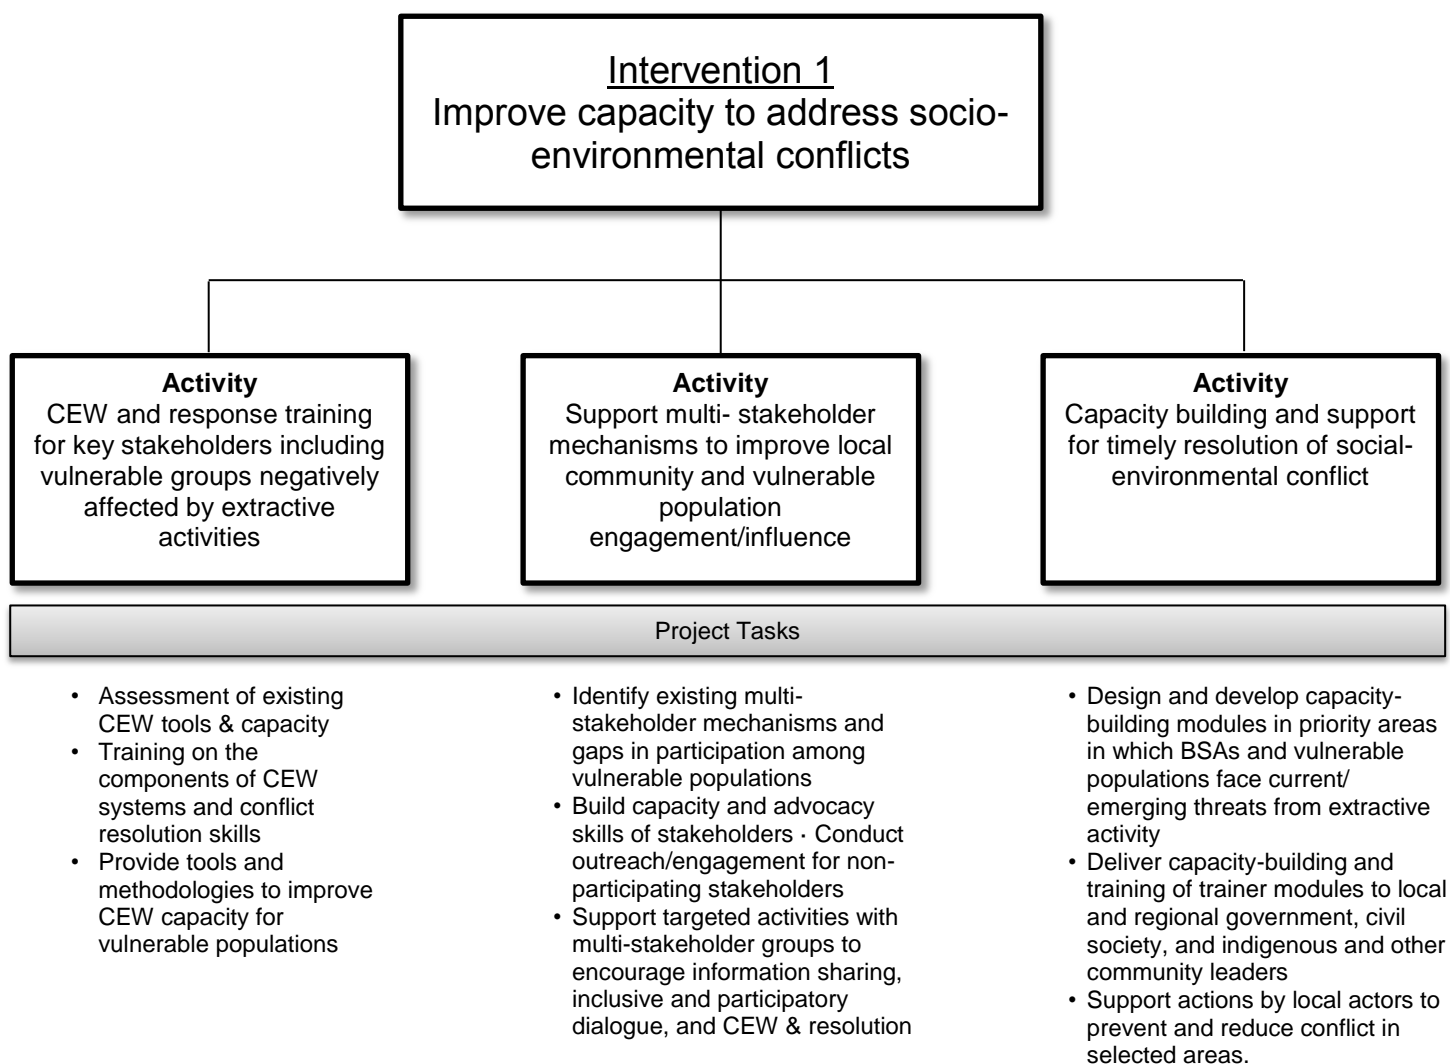 Intervention 1
Improve capacity to address socio-
environmental conflicts
Activity
CEW and response training
for key stakeholders including
vulnerable groups negatively
affected by extractive
activities
Activity
Support multi- stakeholder
mechanisms to improve local
community and vulnerable
population
engagement/influence
Activity
Capacity building and support
for timely resolution of social-
environmental conflict
Project Tasks
• Assessment of existing
CEW tools & capacity
• Training on the
components of CEW
systems and conflict
resolution skills
• Provide tools and
methodologies to improve
CEW capacity for
vulnerable populations
• Identify existing multi-
stakeholder mechanisms and
gaps in participation among
vulnerable populations
• Build capacity and advocacy
skills of stakeholders · Conduct
outreach/engagement for non-
participating stakeholders
• Support targeted activities with
multi-stakeholder groups to
encourage information sharing,
inclusive and participatory
dialogue, and CEW & resolution
• Design and develop capacity-
building modules in priority areas
in which BSAs and vulnerable
populations face current/
emerging threats from extractive
activity
• Deliver capacity-building and
training of trainer modules to local
and regional government, civil
society, and indigenous and other
community leaders
• Support actions by local actors to
prevent and reduce conflict in
selected areas.